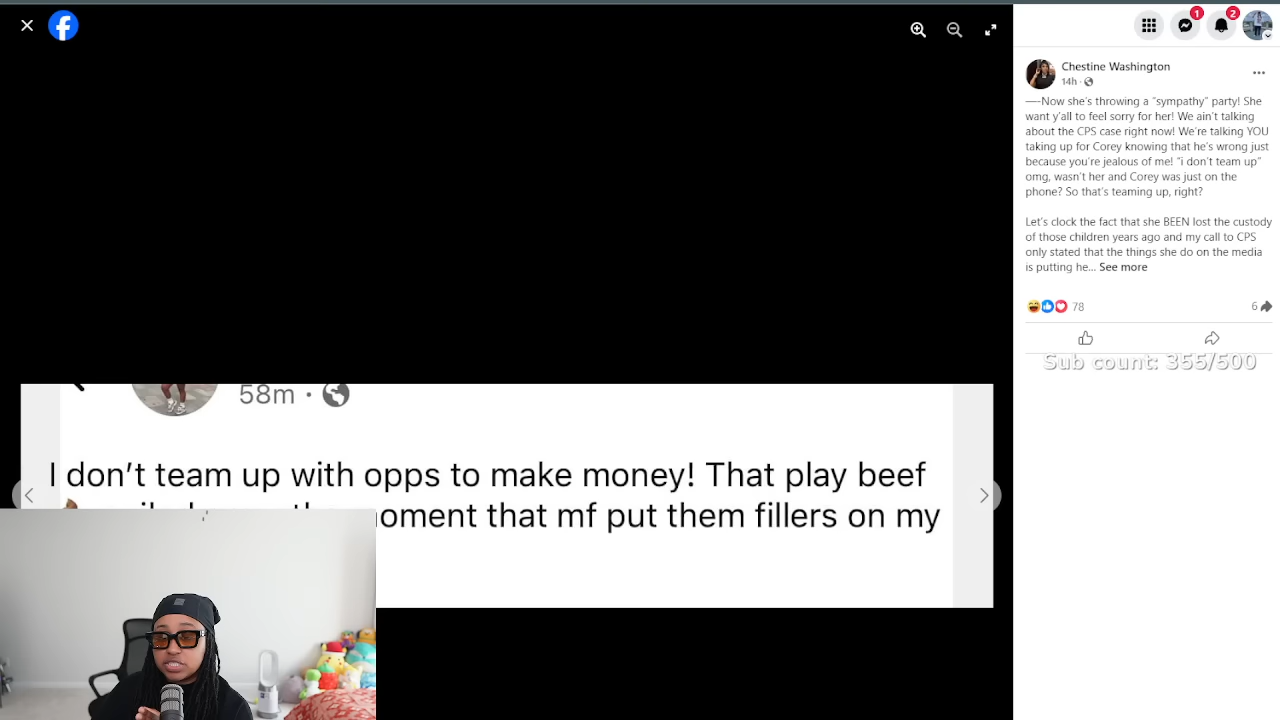 1
2
Chestine Washington
14h ·
—-Now she's throwing a "sympathy" party! She
want y'all to feel sorry for her! We ain't talking
about the CPS case right now! We're talking YOU
taking up for Corey knowing that he's wrong just
because you're jealous of me! "i don't team up"
omg, wasn't her and Corey was just on the
phone? So that's teaming up, right?
Let's clock the fact that she BEEN lost the custody
of those children years ago and my call to CPS
only stated that the things she do on the media
is putting he... See more
78
6
Sub count: 355/500
58m ·
I don't team up with opps to make money! That play beef
moment that mf put them fillers on my